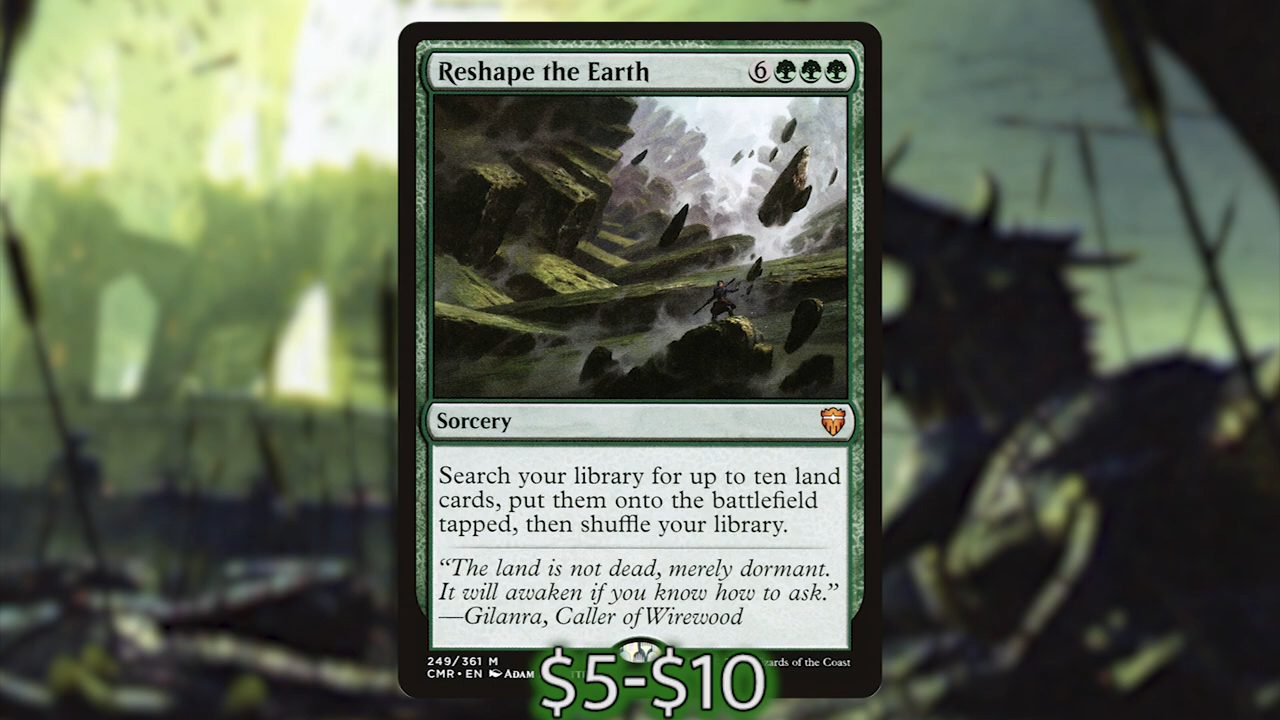 Reshape the Earth 6
Sorcery
Search your library for up to ten land
cards, put them onto the battlefield
tapped, then shuffle your library.
“The land is not dead, merely dormant.
It will awaken if you know how to ask.”
—Gilanra, Caller of Wirewood
249/361 M
CMR • EN ADAM of the Coast
$5-$10